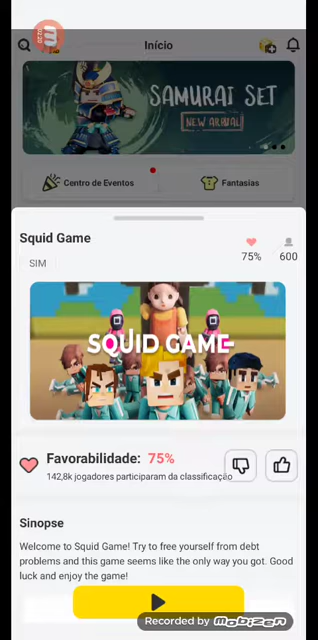 02:20
Início
SAMURAI SET
NEW ARRIVAL
Centro de Eventos
Fantasias
Squid Game
75%
600
SIM
SQUID GAME
Favorabilidade: 75%
142,8k jogadores participaram da classificação
Sinopse
Welcome to Squid Game! Try to free yourself from debt
problems and this game seems like the only way you got. Good
luck and enjoy the game!
Recorded by mobizen